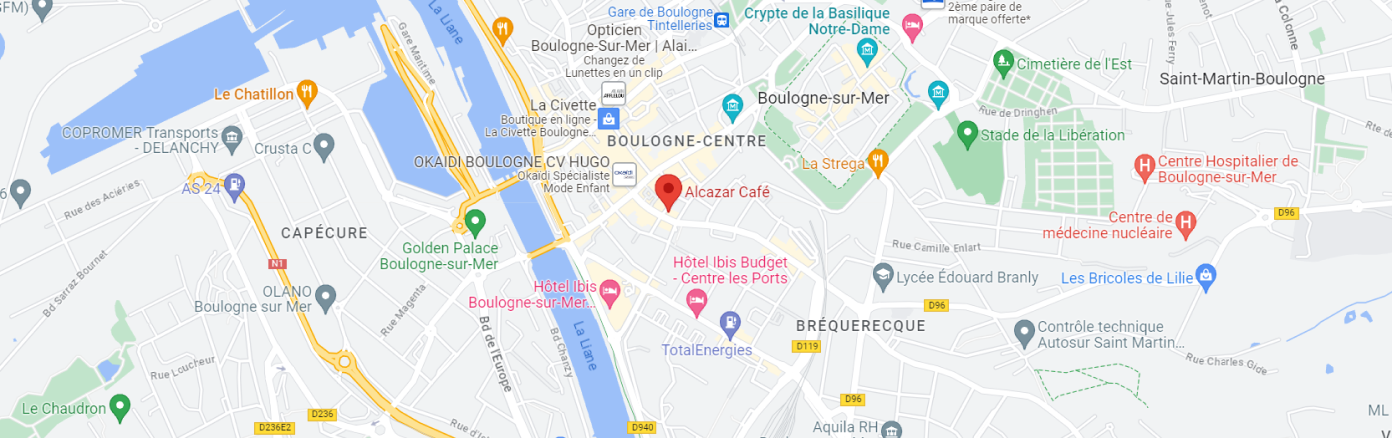 Gare de Boulogne
Tintelleries
Crypte de la Basilique
Notre-Dame
2ème paire de
marque offerte*
La Colonne
Rue Jules Ferry
La Liane
Gare Maritime
Opticien
Boulogne-Sur-Mer | Alai...
Changez de
Lunettes en un clip
Cimetière de l'Est
Saint-Martin-Boulogne
Le Chatillon
La Civette
Boutique en ligne -
La Civette Boulogne...
Boulogne-sur-Mer
Rue de Dringhen
COPROMER Transports
- DELANCHY
Crusta C
BOULOGNE-CENTRE
Stade de la Libération
OKAIDI BOULOGNE CV HUGO
Okaïdi Spécialiste
Mode Enfant
okaïdi
La Strega
Centre Hospitalier de
Boulogne-sur-Mer
AS 24
Rue des Aciéries
Alcazar Café
D96
Centre de
médecine nucléaire
CAPÉCURE
Golden Palace
Boulogne-sur-Mer
Rue Camille Enlart
N1
Bd Sarraz Bournet
Hôtel Ibis Budget
- Centre les Ports
Lycée Édouard Branly
Les Bricoles de Lilie
OLANO
Boulogne sur Mer
Rue Magenta
Hôtel Ibis
Boulogne-sur-Mer...
D96
BRÉQUERECQUE
Contrôle technique
Autosur Saint Martin...
Bd de l'Europe
Bd Chanzy
La Liane
TotalEnergies
D119
Rue Charles Gide
Rue Loucheur
Le Chaudron
D236
D236E2
D940
D96
Aquila RH
ML